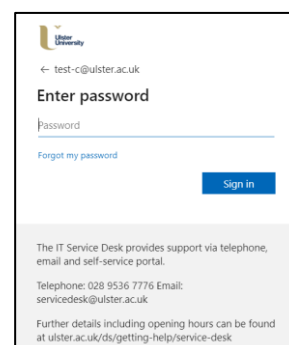 Ulster
University
← test-c@ulster.ac.uk
Enter password
Password
Forgot my password
Sign in
The IT Service Desk provides support via telephone,
email and self-service portal.
Telephone: 028 9536 7776 Email:
servicedesk@ulster.ac.uk
Further details including opening hours can be found
at ulster.ac.uk/ds/getting-help/service-desk